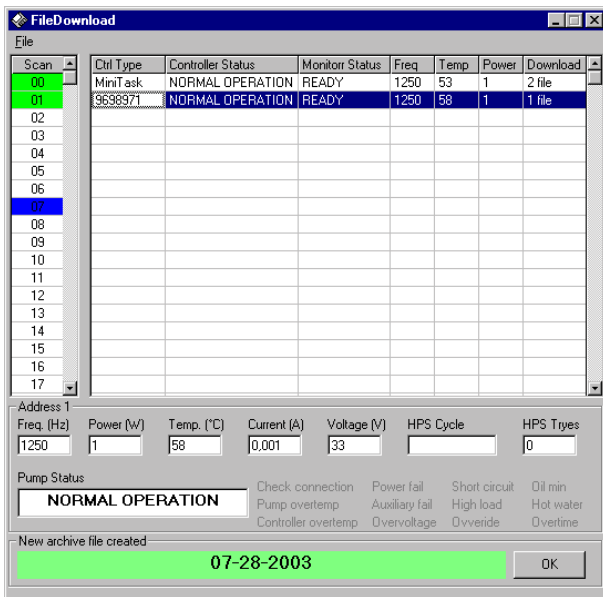 FileDownload
File
Scan Ctrl Type Controller Status Monitorr Status Freq Temp Power Download
00 MiniTask NORMAL OPERATION READY 1250 53 1 2 file
01 9698971 NORMAL OPERATION READY 1250 58 1 1 file
02
03
04
05
06
07
08
09
10
11
12
13
14
15
16
17
Address 1
Freq. (Hz) Power (W) Temp. (°C) Current (A) Voltage (V) HPS Cycle HPS Tryes
1250 1 58 0,001 33 0
Pump Status
NORMAL OPERATION
Check connection Power fail Short circuit Oil min
Pump overtemp Auxiliary fail High load Hot water
Controller overtemp Overvoltage Ovveride Overtime
New archive file created
07-28-2003 OK